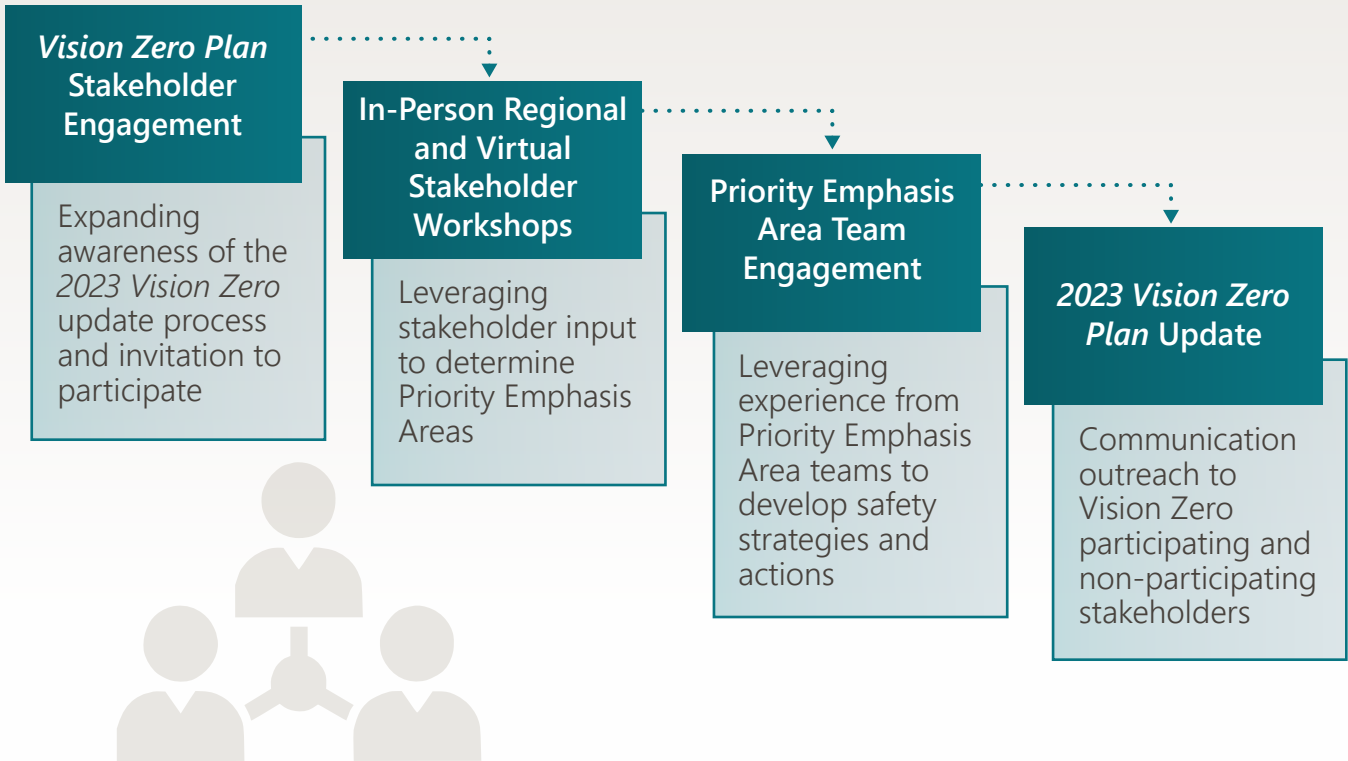 Vision Zero Plan
Stakeholder
Engagement
Expanding
awareness of the
2023 Vision Zero
update process
and invitation to
participate
In-Person Regional
and Virtual
Stakeholder
Workshops
Leveraging
stakeholder input
to determine
Priority Emphasis
Areas
Priority Emphasis
Area Team
Engagement
Leveraging
experience from
Priority Emphasis
Area teams to
develop safety
strategies and
actions
2023 Vision Zero
Plan Update
Communication
outreach to
Vision Zero
participating and
non-participating
stakeholders